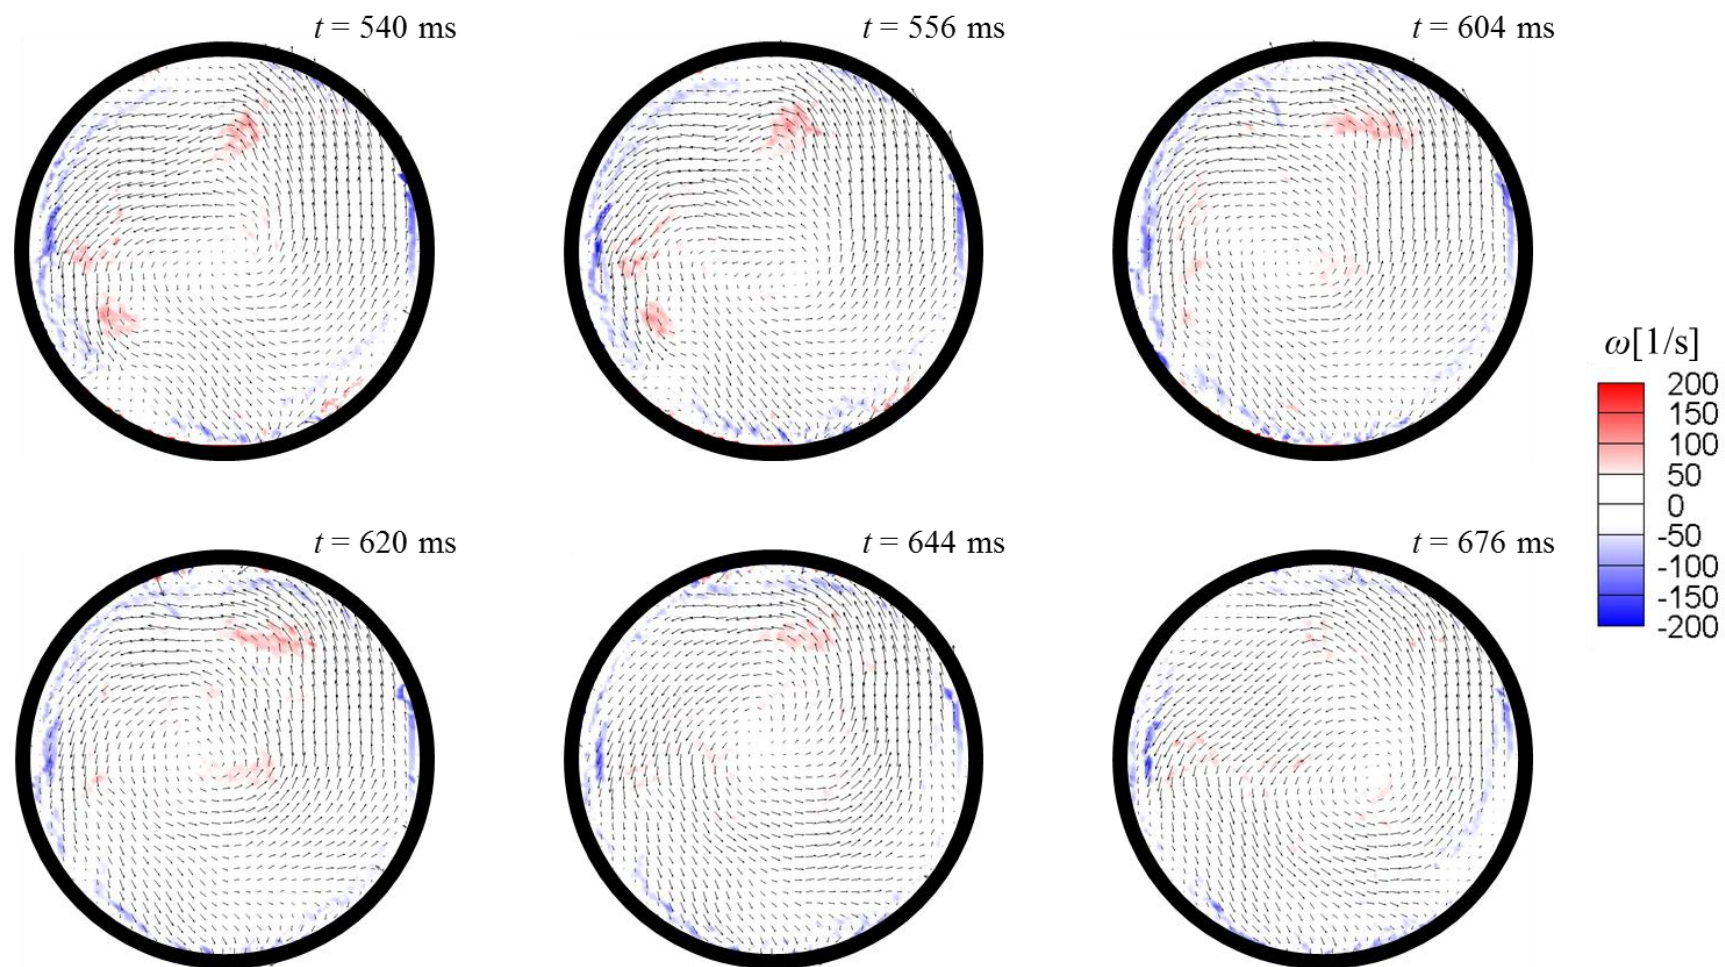 t = 540 ms
t = 556 ms
t = 604 ms
t = 620 ms
t = 644 ms
t = 676 ms
ω[1/s]
200
150
100
50
0
-50
-100
-150
-200